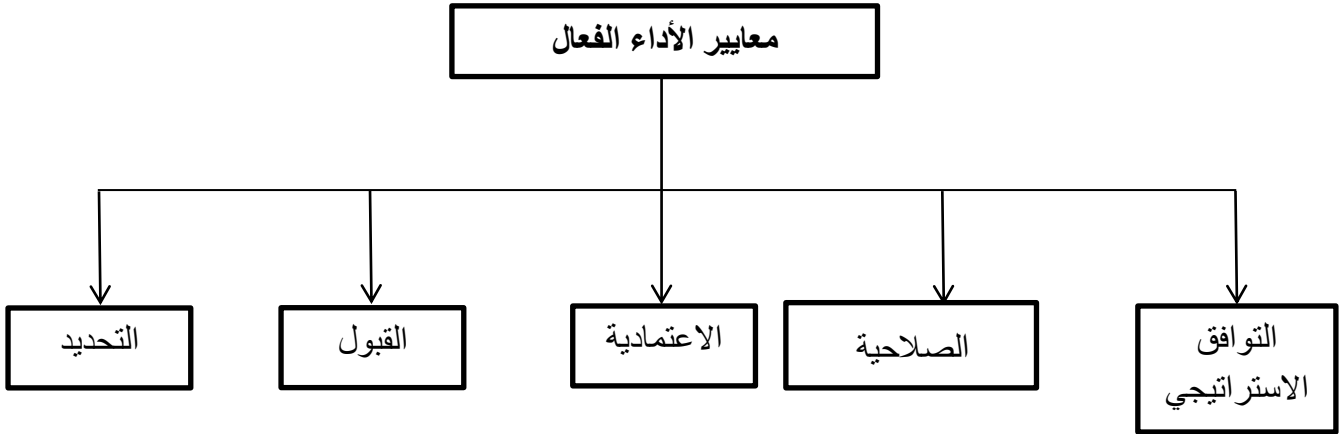 معايير الأداء الفعال
التوافق
الاستراتيجي
الصلاحية
الاعتمادية
القبول
التحديد